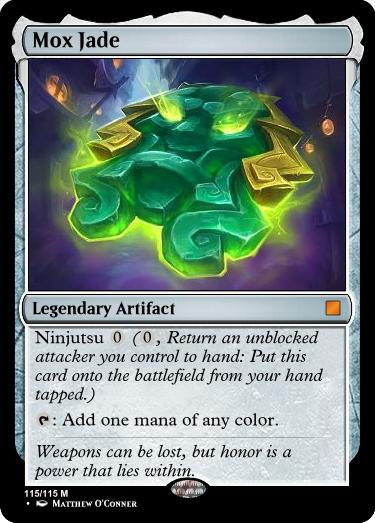 Mox Jade
Legendary Artifact
Ninjutsu 0 (0, Return an unblocked
attacker you control to hand: Put this
card onto the battlefield from your hand
tapped.)
: Add one mana of any color.
Weapons can be lost, but honor is a
power that lies within.
115/115 M
• Matthew O'Conner